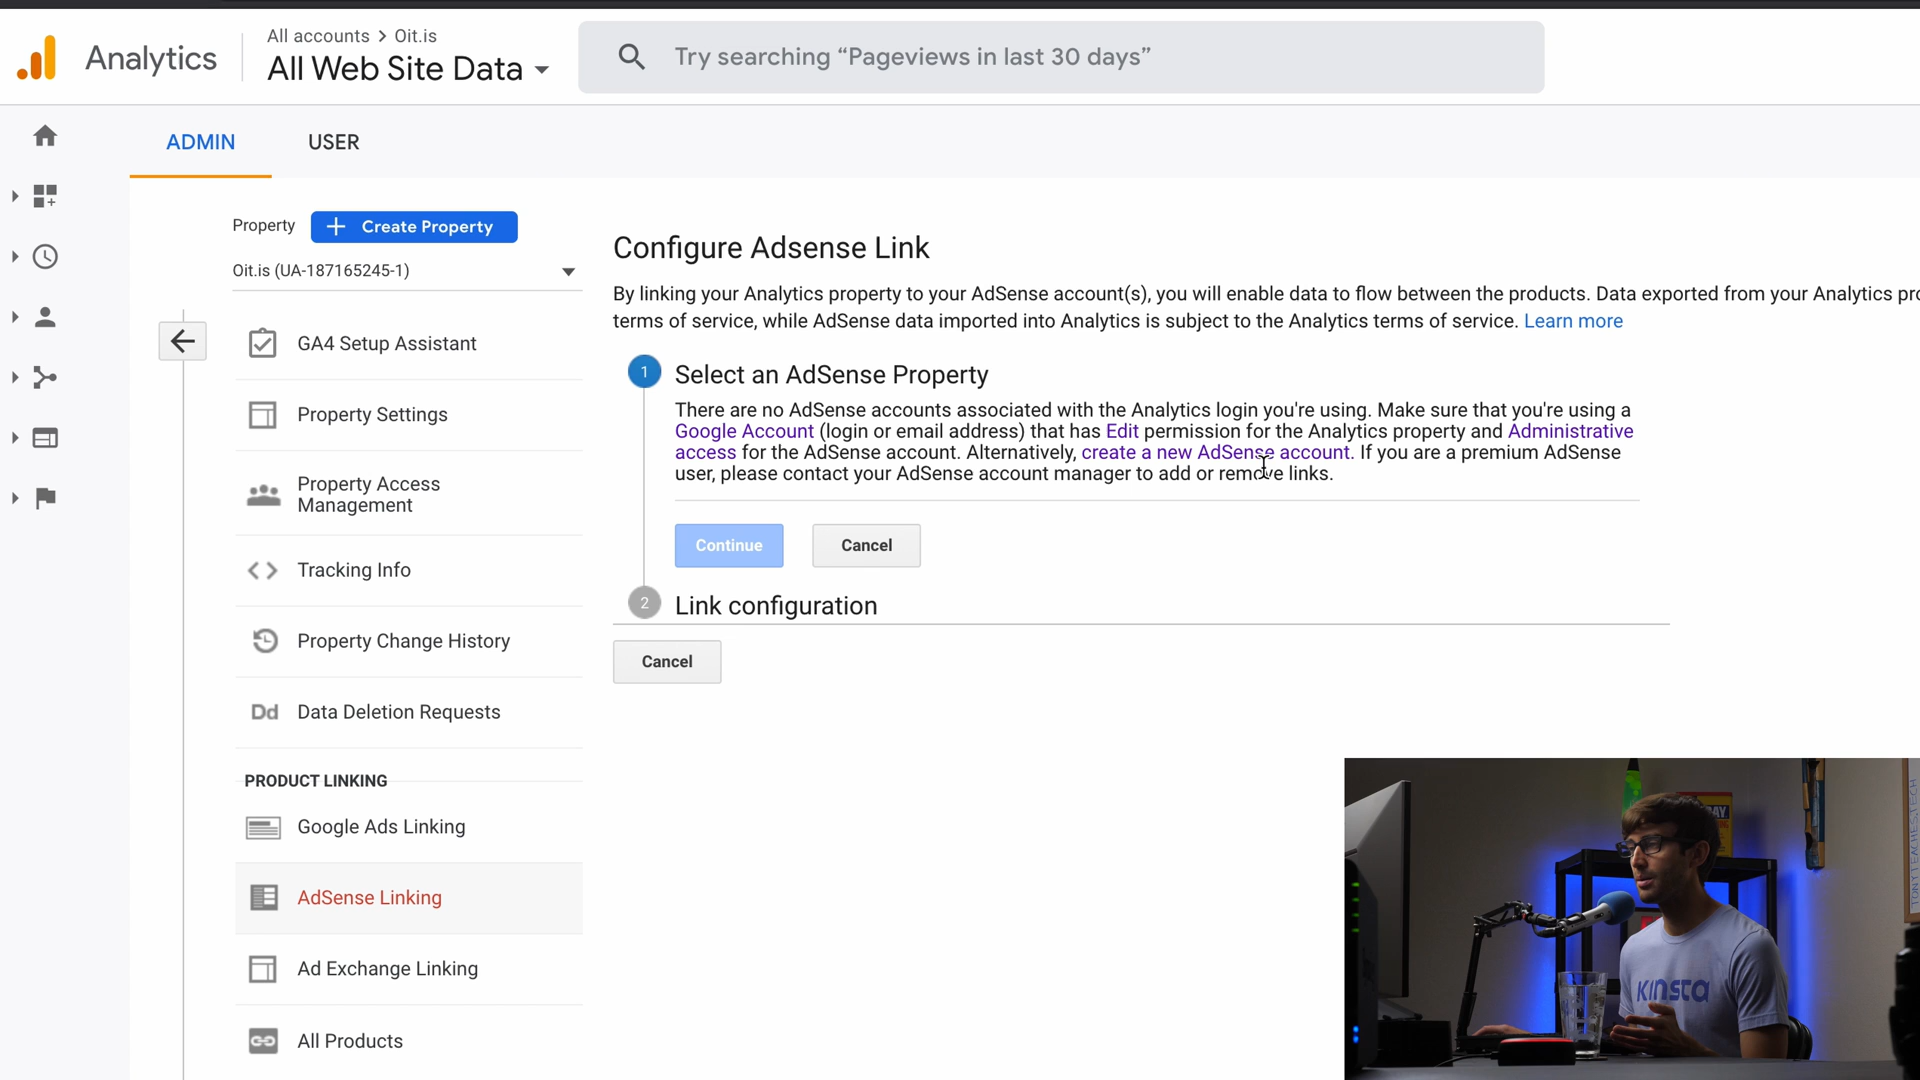 Analytics
All accounts > Oit.is
All Web Site Data
Try searching “Pageviews in last 30 days”
ADMIN
USER
Property
+ Create Property
Oit.is (UA-187165245-1)
GA4 Setup Assistant
Property Settings
Property Access
Management
Tracking Info
Property Change History
Dd Data Deletion Requests
PRODUCT LINKING
Google Ads Linking
AdSense Linking
Ad Exchange Linking
All Products
Configure Adsense Link
By linking your Analytics property to your AdSense account(s), you will enable data to flow between the products. Data exported from your Analytics
terms of service, while AdSense data imported into Analytics is subject to the Analytics terms of service. Learn more
1 Select an AdSense Property
There are no AdSense accounts associated with the Analytics login you're using. Make sure that you're using a
Google Account (login or email address) that has Edit permission for the Analytics property and Administrative
access for the AdSense account. Alternatively, create a new AdSense account. If you are a premium AdSense
user, please contact your AdSense account manager to add or remove links.
Continue
Cancel
2 Link configuration
Cancel
KINSTA